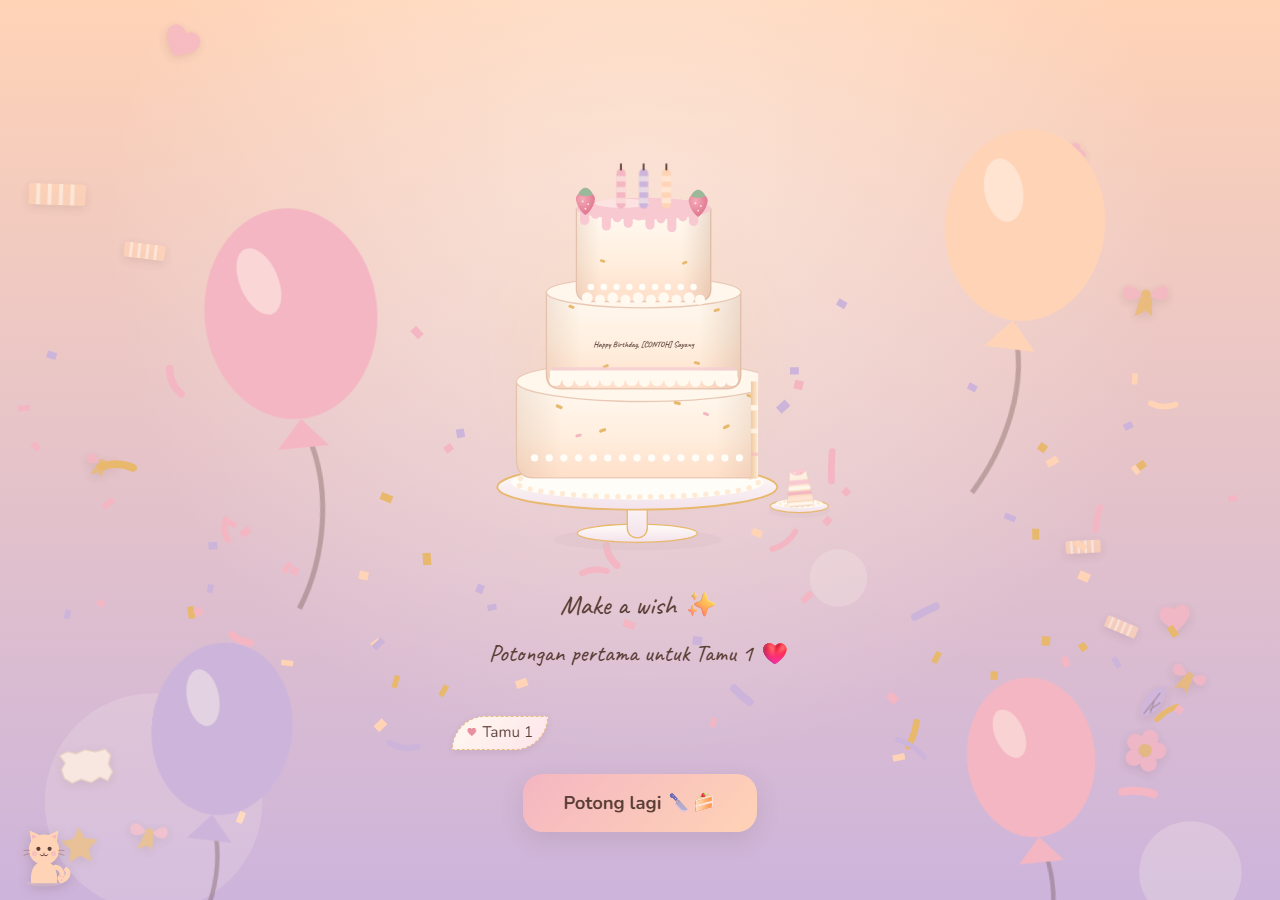 Happy Birthday, [CONTOH] Sayang
Make a wish ✨
Potongan pertama untuk Tamu 1 ❤️
Tamu 1
Potong lagi 🔪🍰